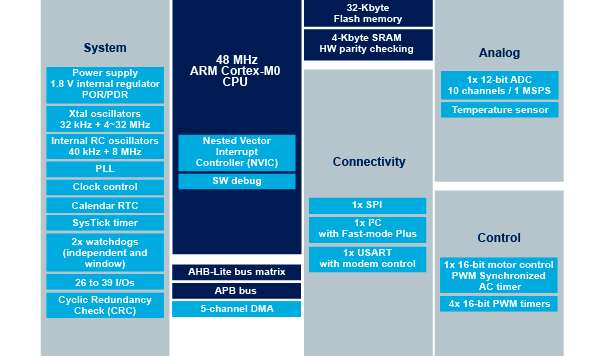 System
Power supply
1.8 V internal regulator
POR/PDR
Xtal oscillators
32 kHz + 4~32 MHz
Internal RC oscillators
40 kHz + 8 MHz
PLL
Clock control
Calendar RTC
SysTick timer
2x watchdogs
(independent and
window)
26 to 39 I/Os
Cyclic Redundancy
Check (CRC)
48 MHz
ARM Cortex-M0
CPU
Nested Vector
Interrupt
Controller (NVIC)
SW debug
AHB-Lite bus matrix
APB bus
5-channel DMA
32-Kbyte
Flash memory
4-Kbyte SRAM
HW parity checking
Connectivity
1x SPI
1x I²C
with Fast-mode Plus
1x USART
with modem control
Analog
1x 12-bit ADC
10 channels / 1 MSPS
Temperature sensor
Control
1x 16-bit motor control
PWM Synchronized
AC timer
4x 16-bit PWM timers